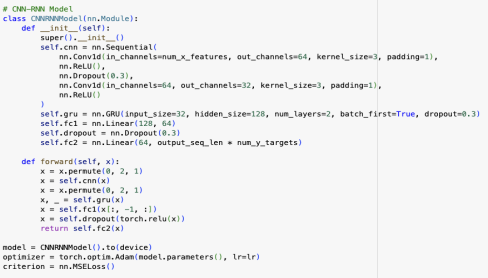 # CNN-RNN Model
class CNNRNNModel(nn.Module):
    def __init__(self):
        super().__init__()
        self.cnn = nn.Sequential(
            nn.Conv1d(in_channels=num_x_features, out_channels=64, kernel_size=3, padding=1),
            nn.ReLU(),
            nn.Dropout(0.3),
            nn.Conv1d(in_channels=64, out_channels=32, kernel_size=3, padding=1),
            nn.ReLU()
        )
        self.gru = nn.GRU(input_size=32, hidden_size=128, num_layers=2, batch_first=True, dropout=0.3)
        self.fc1 = nn.Linear(128, 64)
        self.dropout = nn.Dropout(0.3)
        self.fc2 = nn.Linear(64, output_seq_len * num_y_targets)
    def forward(self, x):
        x = x.permute(0, 2, 1)
        x = self.cnn(x)
        x = x.permute(0, 2, 1)
        x, _ = self.gru(x)
        x = self.fc1(x[:, -1, :])
        x = self.dropout(torch.relu(x))
        return self.fc2(x)
model = CNNRNNModel().to(device)
optimizer = torch.optim.Adam(model.parameters(), lr=lr)
criterion = nn.MSELoss()